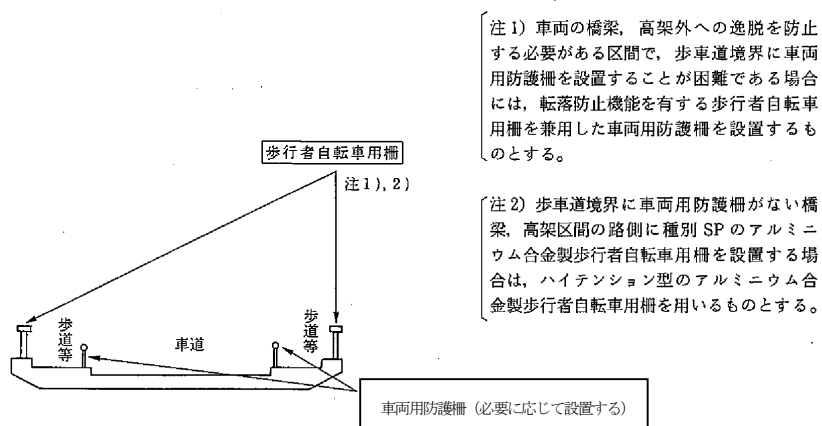 注1) 車両の橋梁，高架外への逸脱を防止
する必要がある区間で，歩車道境界に車両
用防護柵を設置することが困難である場合
には，転落防止機能を有する歩行者自転車
用柵を兼用した車両用防護柵を設置するも
のとする。
歩行者自転車用柵
注1), 2)
注2) 歩車道境界に車両用防護柵がない橋
梁，高架区間の路側に種別 SP のアルミニ
ウム合金製歩行者自転車用柵を設置する場
合は，ハイテンション型のアルミニウム合
金製歩行者自転車用柵を用いるものとする。
歩道等
車道
歩道等
車両用防護柵（必要に応じて設置する）